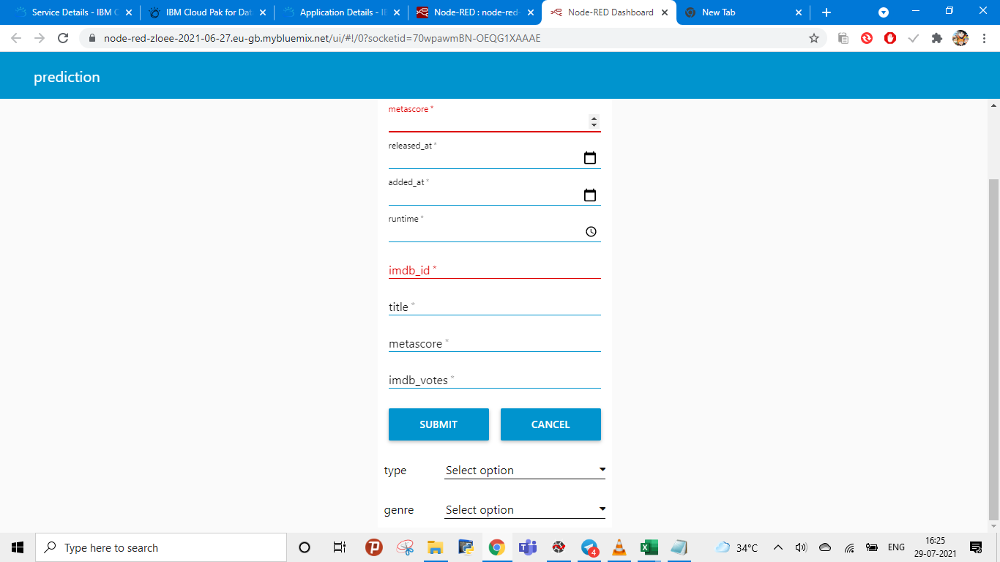 Service Details - IBM C
IBM Cloud Pak for Dat
Application Details - IB
Node-RED : node-red-
Node-RED Dashboard
New Tab
node-red-zloee-2021-06-27.eu-gb.mybluemix.net/ui/#!/0?socketid=70wpawmBN-OEQG1XAAAE
prediction
metascore *
released_at *
added_at *
runtime *
imdb_id *
title *
metascore *
imdb_votes *
SUBMIT CANCEL
type Select option
genre Select option
Type here to search
4
34°C
ENG
16:25
29-07-2021